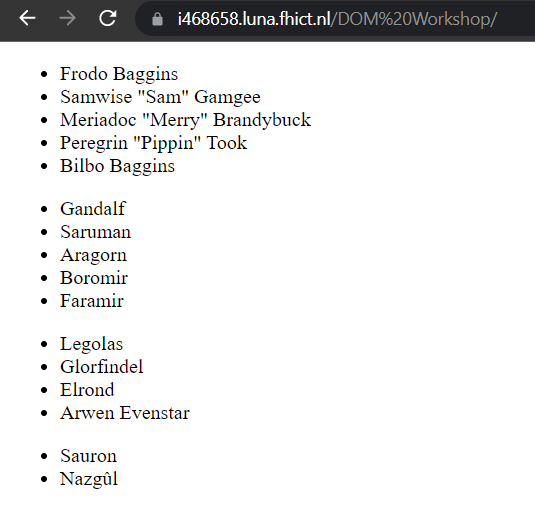 i468658.luna.fhict.nl/DOM%20Workshop/
Frodo Baggins
Samwise "Sam" Gamgee
Meriadoc "Merry" Brandybuck
Peregrin "Pippin" Took
Bilbo Baggins
Gandalf
Saruman
Aragorn
Boromir
Faramir
Legolas
Glorfindel
Elrond
Arwen Evenstar
Sauron
Nazgûl